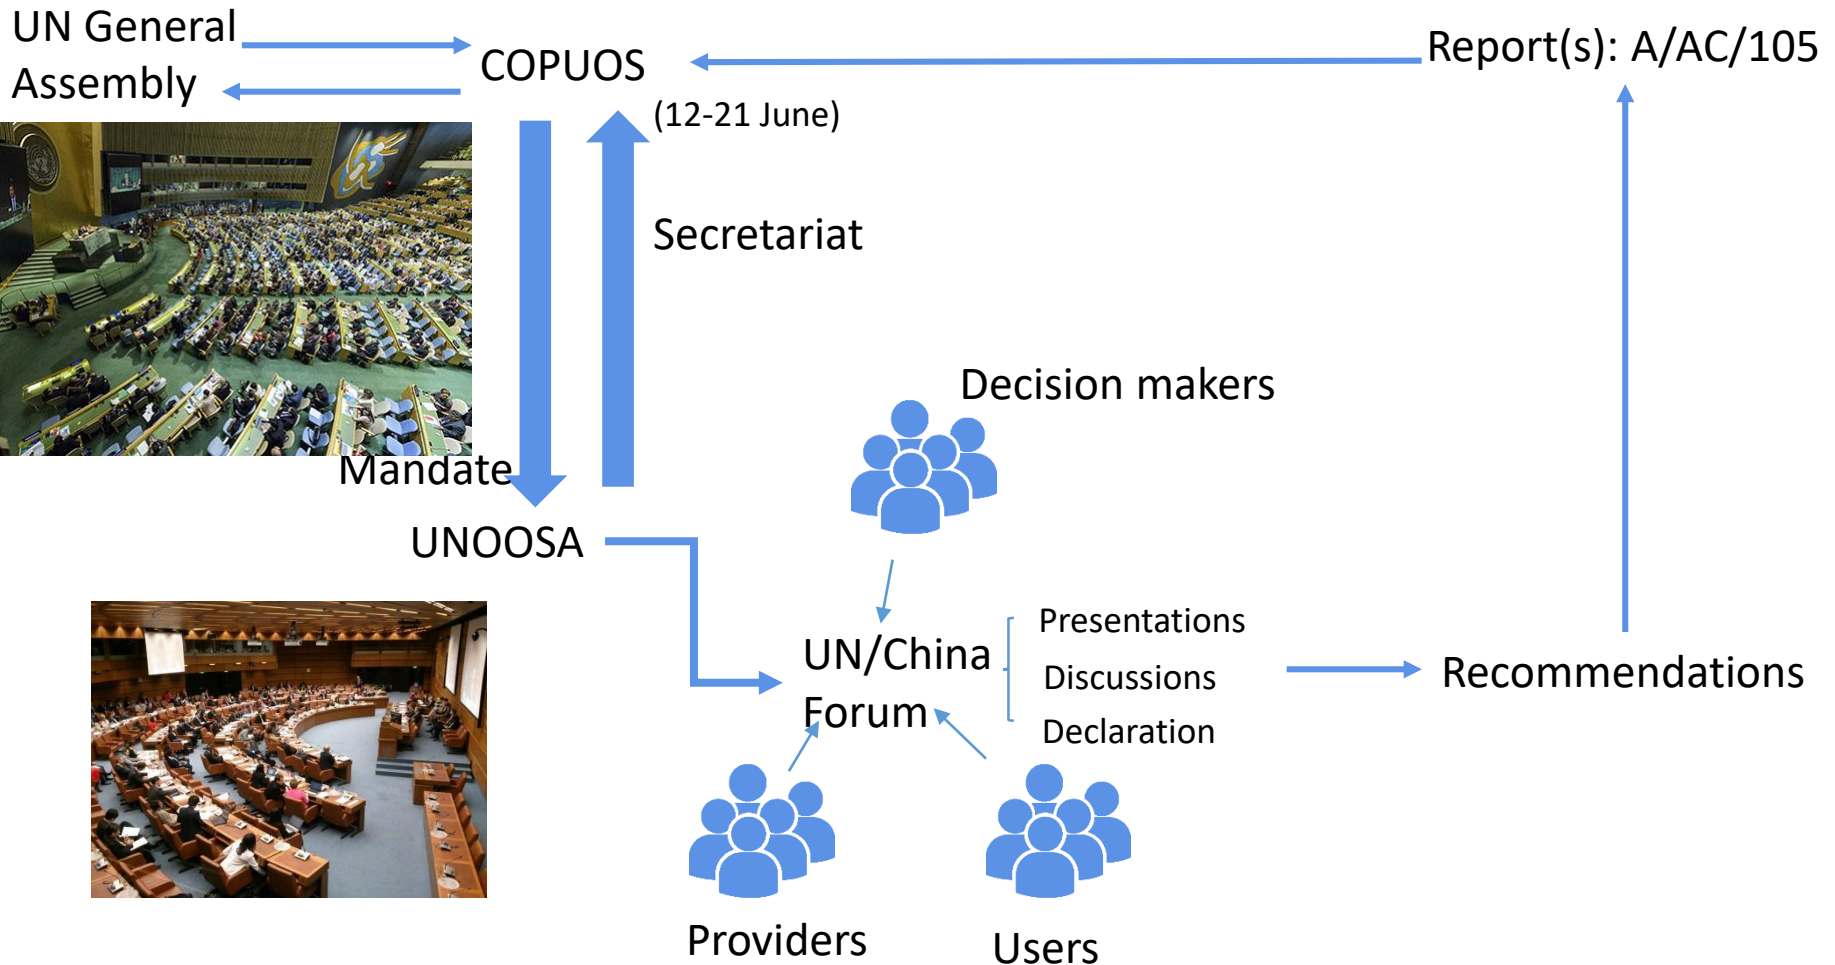 UN General
Assembly
COPUOS
(12-21 June)
Report(s): A/AC/105
Secretariat
Decision makers
Mandate
UNOOSA
UN/China
Forum
Presentations
Discussions
Declaration
Recommendations
Providers
Users